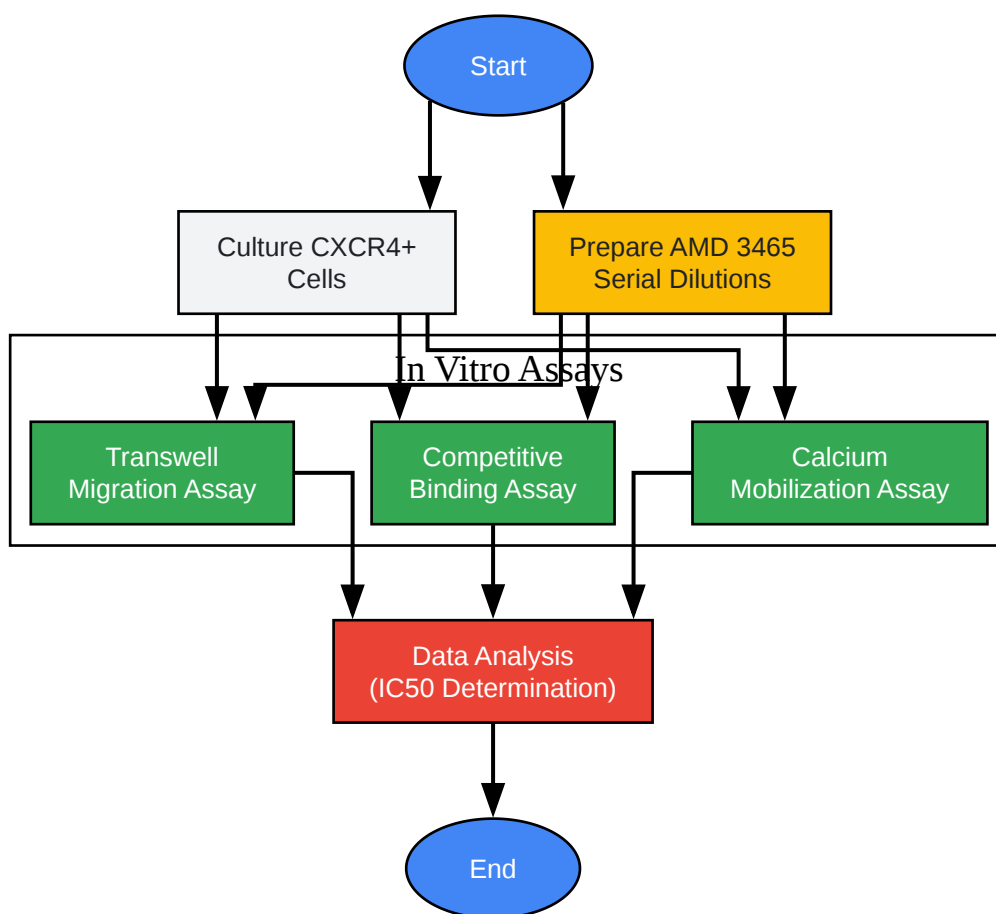 Start
Culture CXCR4+
Cells
Prepare AMD 3465
Serial Dilutions
In Vitro Assays
Transwell
Migration Assay
Competitive
Binding Assay
Calcium
Mobilization Assay
Data Analysis
(IC50 Determination)
End